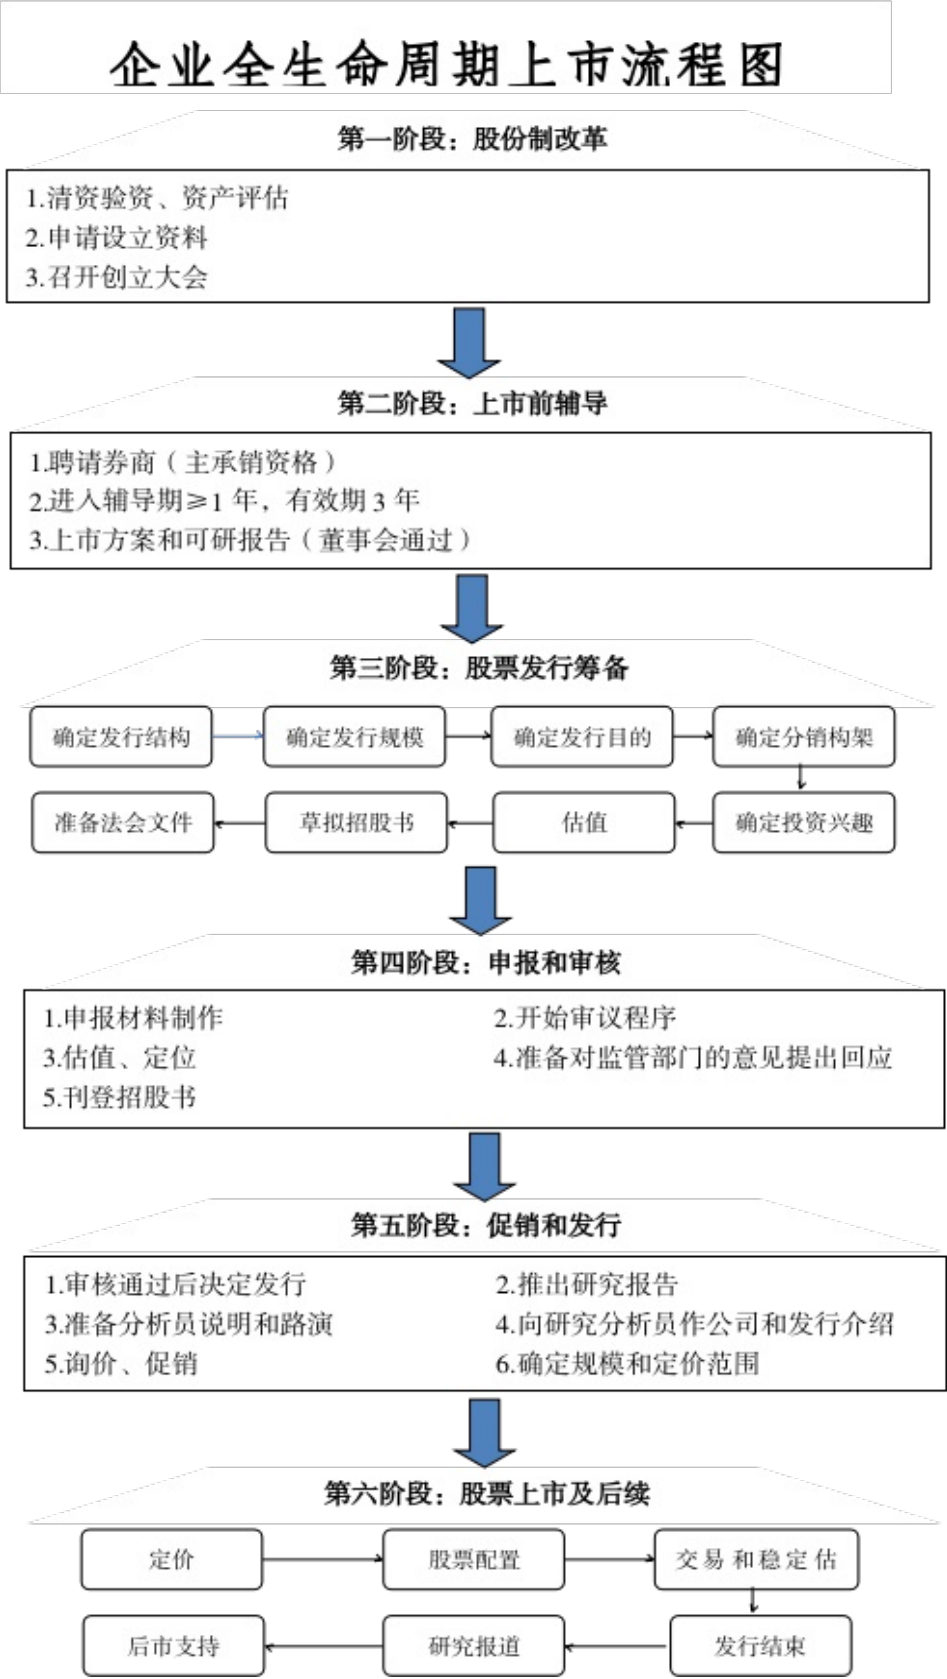 企业全生命周期上市流程图
第一阶段：股份制改革
1.清资验资、资产评估
2.申请设立资料
3.召开创立大会
第二阶段：上市前辅导
1.聘请券商（主承销资格）
2.进入辅导期≥1 年，有效期 3 年
3.上市方案和可研报告（董事会通过）
第三阶段：股票发行筹备
确定发行结构 确定发行规模 确定发行目的 确定分销构架
准备法会文件 草拟招股书 估值 确定投资兴趣
第四阶段：申报和审核
1.申报材料制作 2.开始审议程序
3.估值、定位 4.准备对监管部门的意见提出回应
5.刊登招股书
第五阶段：促销和发行
1.审核通过后决定发行 2.推出研究报告
3.准备分析员说明和路演 4.向研究分析员作公司和发行介绍
5.询价、促销 6.确定规模和定价范围
第六阶段：股票上市及后续
定价 股票配置 交易和稳定估
后市支持 研究报道 发行结束